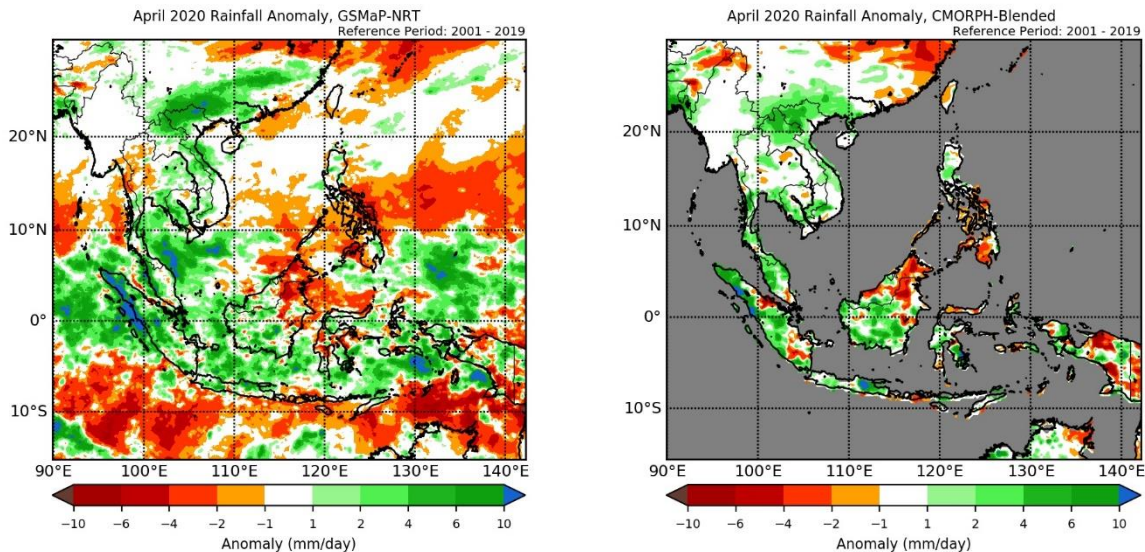 April 2020 Rainfall Anomaly, GSMaP-NRT
Reference Period: 2001 - 2019
20°N
10°N
0°
10°S
90°E 100°E 110°E 120°E 130°E 140°E
−10 −6 −4 −2 −1 1 2 4 6 10
Anomaly (mm/day)
April 2020 Rainfall Anomaly, CMORPH-Blended
Reference Period: 2001 - 2019
20°N
10°N
0°
10°S
90°E 100°E 110°E 120°E 130°E 140°E
−10 −6 −4 −2 −1 1 2 4 6 10
Anomaly (mm/day)